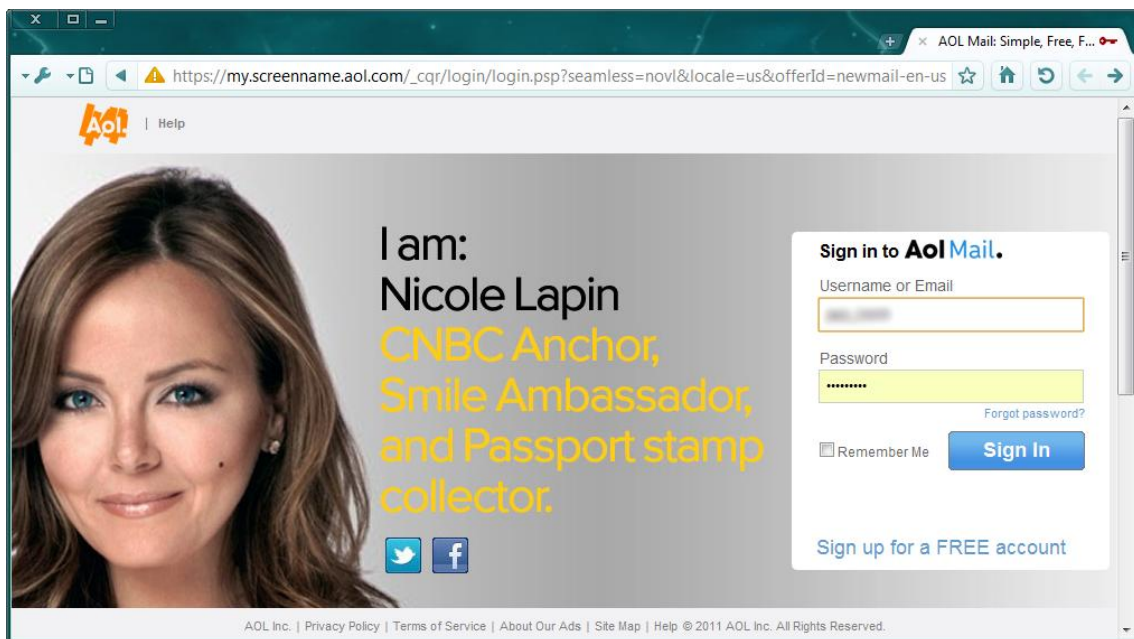 AOL Mail: Simple, Free, F...
https://my.screenname.aol.com/_cqr/login/login.psp?seamless=novl&locale=us&offerId=newmail-en-us
Aol. | Help
I am:
Nicole Lapin
CNBC Anchor,
Smile Ambassador,
and Passport stamp
collector.
Sign in to Aol Mail.
Username or Email
Password
Forgot password?
Remember Me
Sign In
Sign up for a FREE account
AOL Inc. | Privacy Policy | Terms of Service | About Our Ads | Site Map | Help © 2011 AOL Inc. All Rights Reserved.